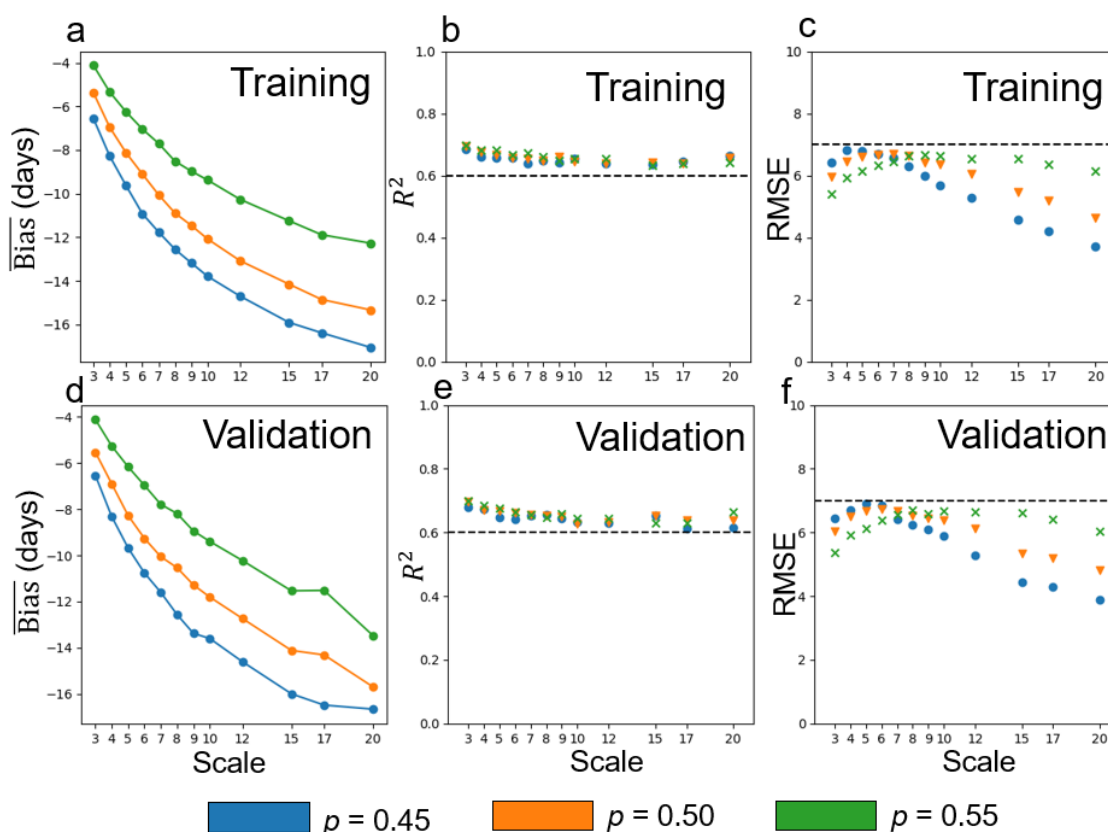 a
Training
Bias (days)
−4
−6
−8
−10
−12
−14
−16
3 4 5 6 7 8 9 10 12 15 17 20
b
Training
R²
1.0
0.8
0.6
0.4
0.2
0.0
3 4 5 6 7 8 9 10 12 15 17 20
c
Training
RMSE
10
8
6
4
2
0
3 4 5 6 7 8 9 10 12 15 17 20
d
Validation
Bias (days)
−4
−6
−8
−10
−12
−14
−16
3 4 5 6 7 8 9 10 12 15 17 20
Scale
e
Validation
R²
1.0
0.8
0.6
0.4
0.2
0.0
3 4 5 6 7 8 9 10 12 15 17 20
Scale
f
Validation
RMSE
10
8
6
4
2
0
3 4 5 6 7 8 9 10 12 15 17 20
Scale
p = 0.45
p = 0.50
p = 0.55